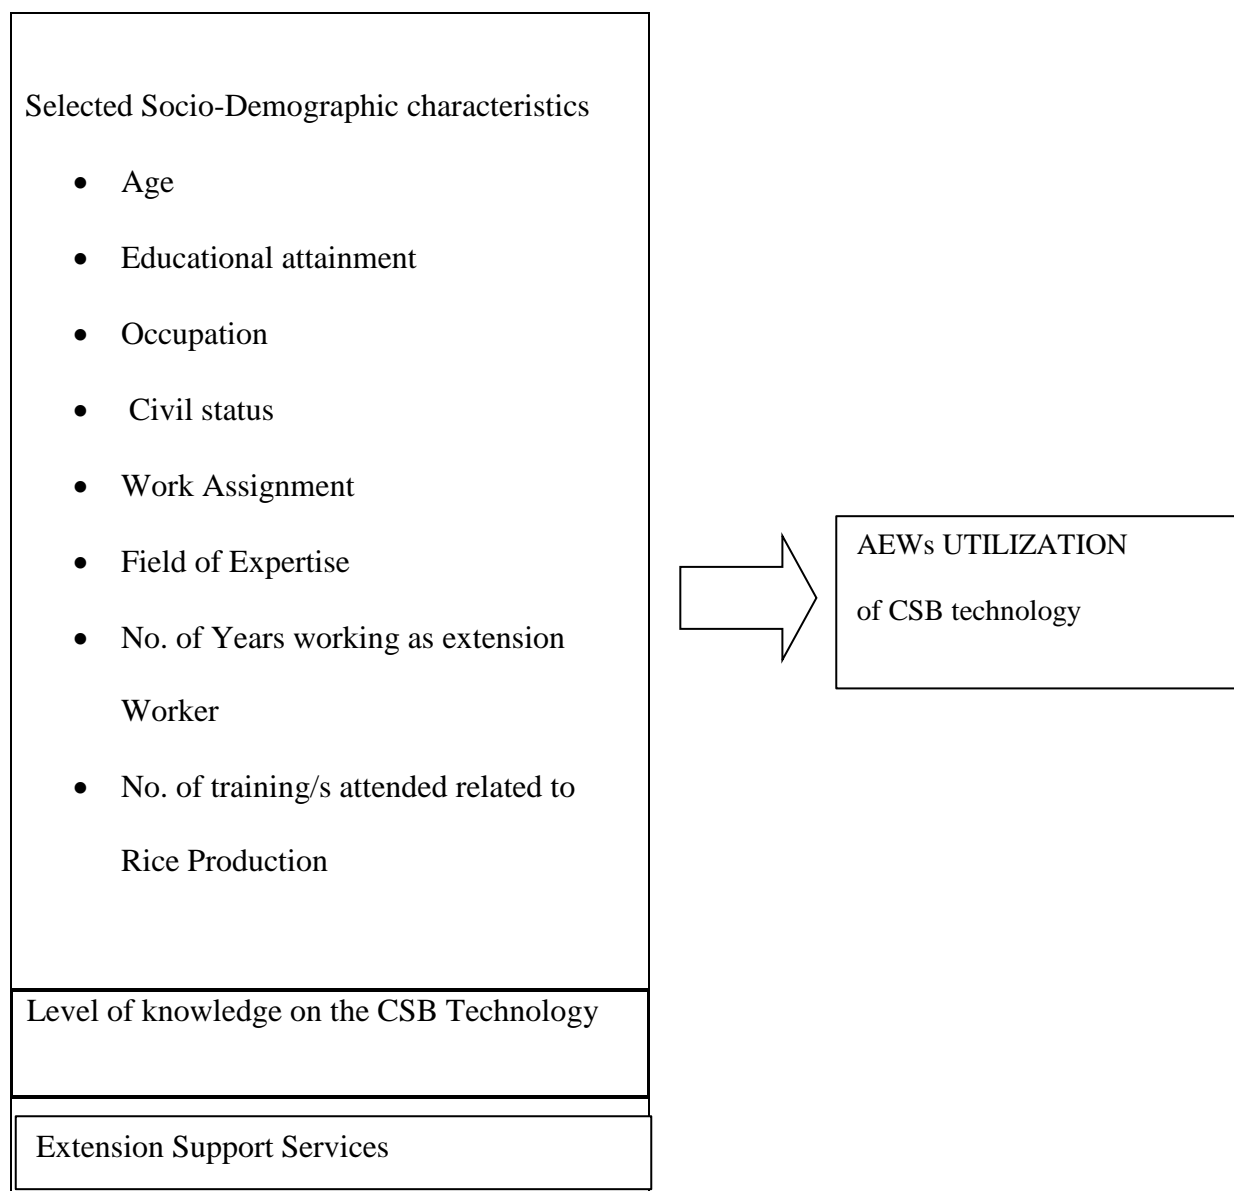 Selected Socio-Demographic characteristics
• Age
• Educational attainment
• Occupation
• Civil status
• Work Assignment
• Field of Expertise
• No. of Years working as extension
Worker
• No. of training/s attended related to
Rice Production
AEWs UTILIZATION
of CSB technology
Level of knowledge on the CSB Technology
Extension Support Services